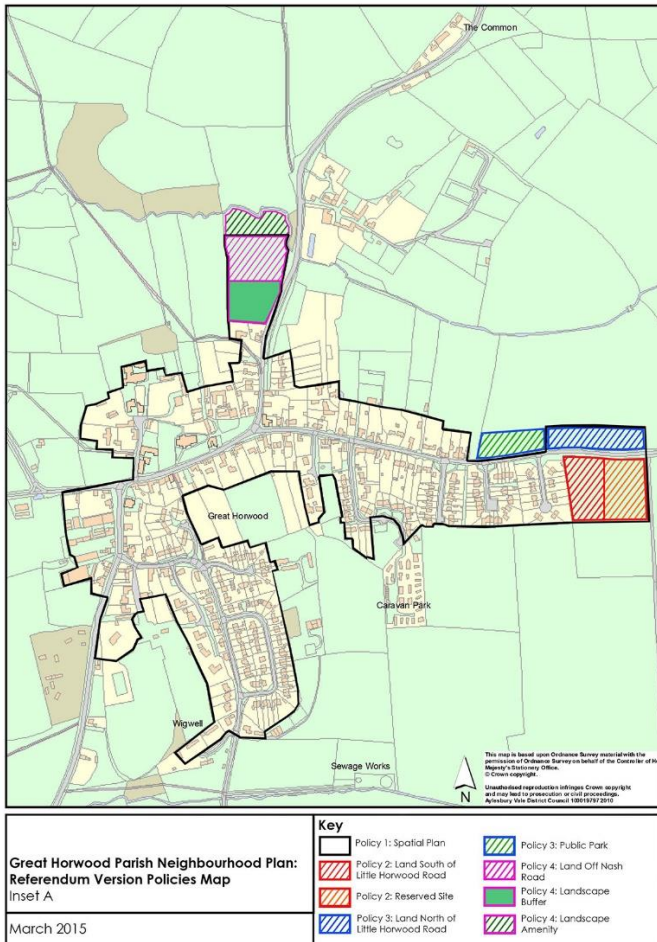 The Common
Great Horwood
Caravan Park
Wigwell
Sewage Works
N
This map is based upon Ordnance Survey material with the
permission of Ordnance Survey on behalf of the Controller of He
Majesty's Stationery Office.
© Crown copyright.
Unauthorised reproduction infringes Crown copyright
and may lead to prosecution or civil proceedings.
Aylesbury Vale District Council 100019797 2010
Great Horwood Parish Neighbourhood Plan:
Referendum Version Policies Map
Inset A
March 2015
Key
Policy 1: Spatial Plan
Policy 2: Land South of
Little Horwood Road
Policy 2: Reserved Site
Policy 3: Land North of
Little Horwood Road
Policy 3: Public Park
Policy 4: Land Off Nash
Road
Policy 4: Landscape
Buffer
Policy 4: Landscape
Amenity